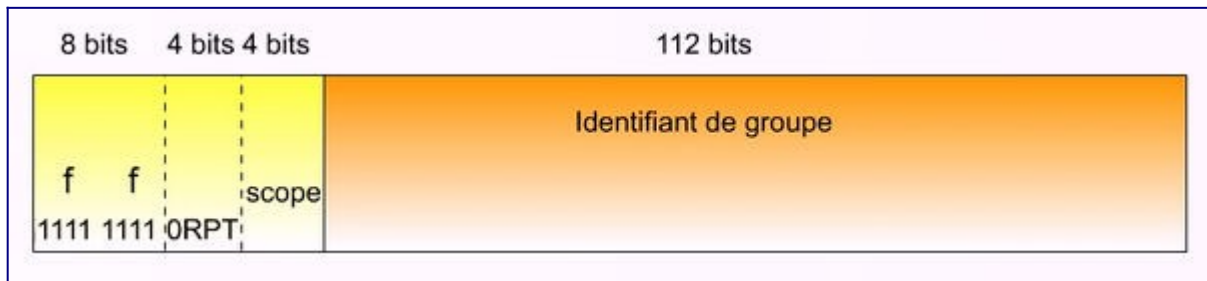 8 bits 4 bits 4 bits 112 bits
Identifiant de groupe
f f
scope
1111 1111 0RPT